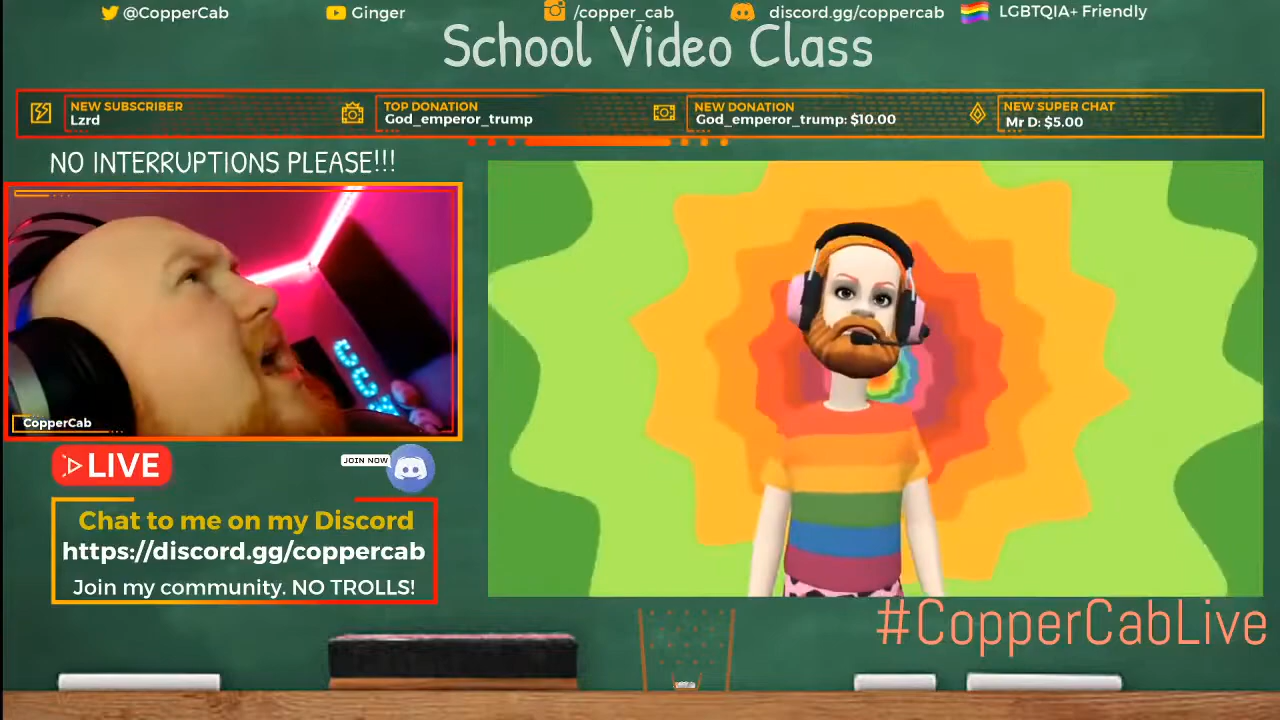 @CopperCab
Ginger
/copper_cab
discord.gg/coppercab
LGBTQIA+ Friendly
School Video Class
NEW SUBSCRIBER
Lzrd
TOP DONATION
God_emperor_trump
NEW DONATION
God_emperor_trump: $10.00
NEW SUPER CHAT
Mr D: $5.00
NO INTERRUPTIONS PLEASE!!!
CopperCab
LIVE
JOIN NOW
Chat to me on my Discord
https://discord.gg/coppercab
Join my community. NO TROLLS!
#CopperCabLive